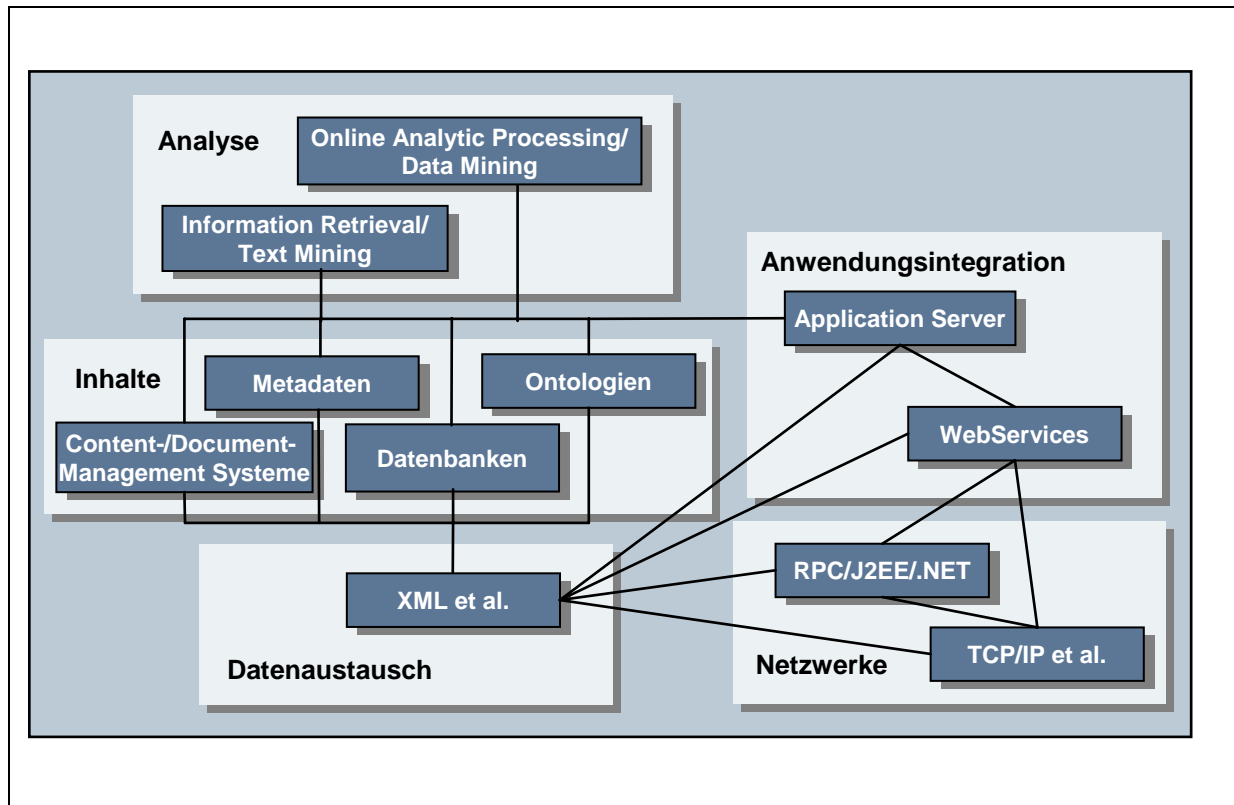 Analyse
Online Analytic Processing/
Data Mining
Information Retrieval/
Text Mining
Anwendungsintegration
Application Server
WebServices
Inhalte
Metadaten
Ontologien
Content-/Document-
Management Systeme
Datenbanken
XML et al.
Datenaustausch
RPC/J2EE/.NET
TCP/IP et al.
Netzwerke